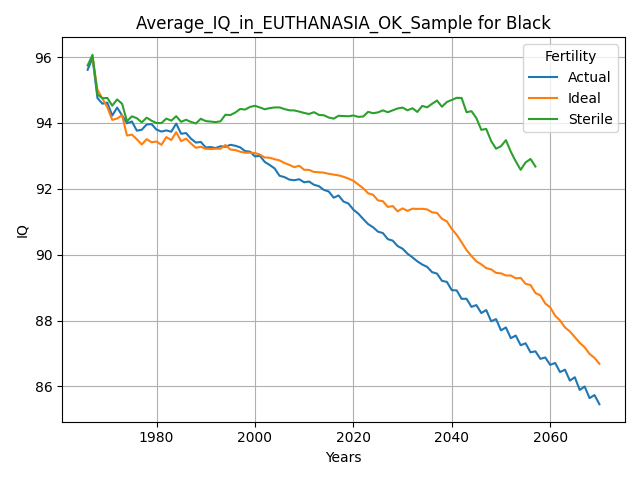 Average_IQ_in_EUTHANASIA_OK_Sample for Black
Fertility
Actual
Ideal
Sterile
IQ
96
94
92
90
88
86
1980
2000
2020
2040
2060
Years